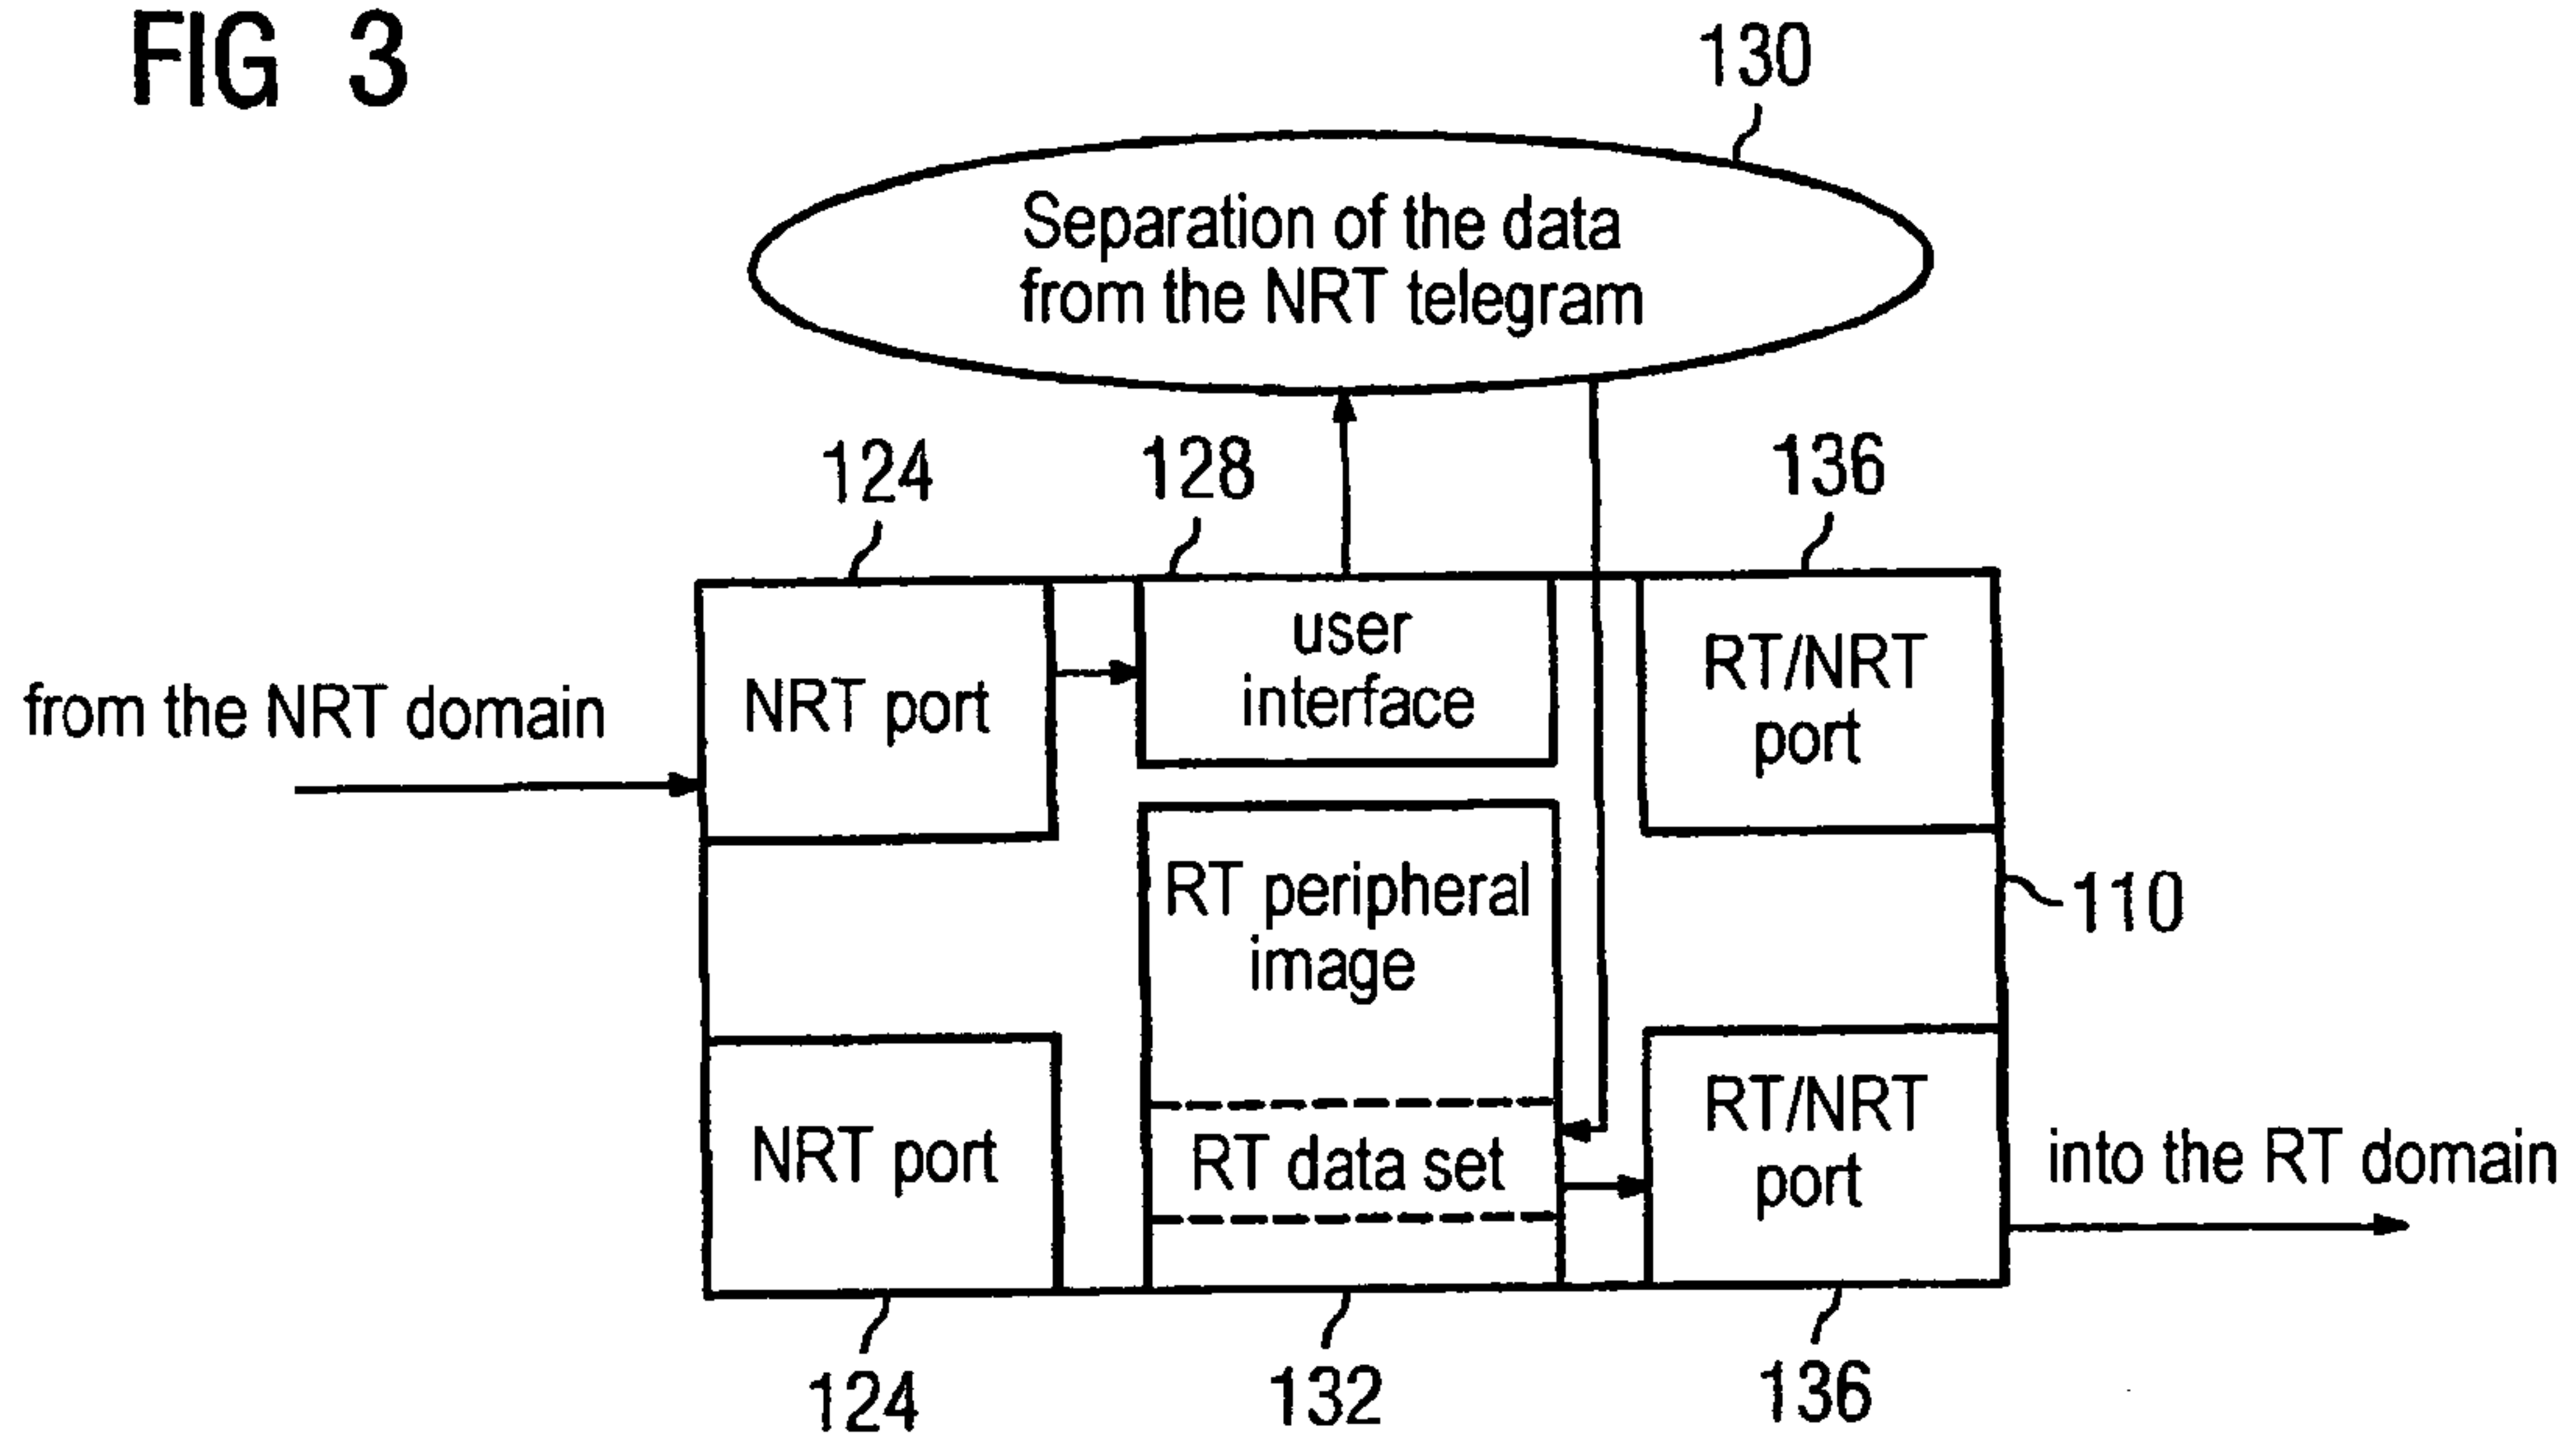 FIG 3
130
Separation of the data
from the NRT telegram
124
128
136
user
interface
RT/NRT
port
NRT port
from the NRT domain
RT peripheral
image
110
NRT port
RT data set
RT/NRT
port
into the RT domain
124
132
136